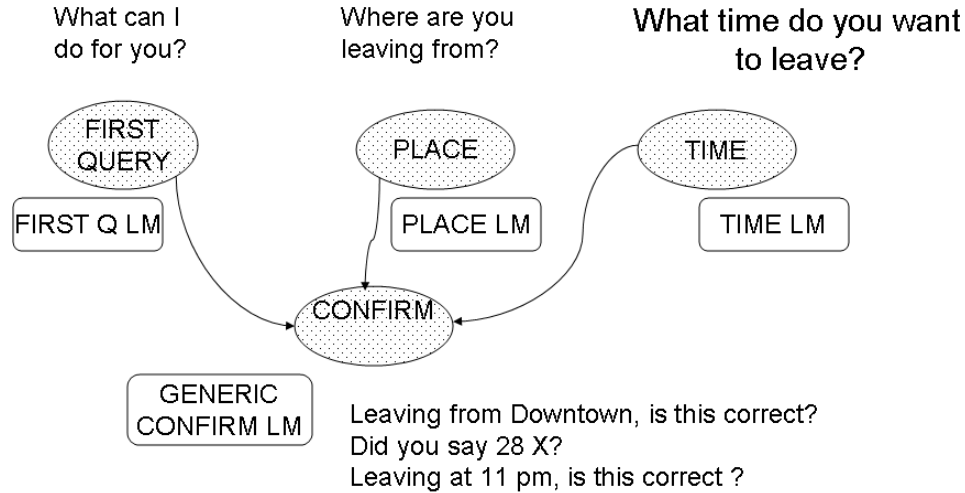 What can I
do for you?
Where are you
leaving from?
What time do you want
to leave?
FIRST
QUERY
PLACE
TIME
FIRST Q LM
PLACE LM
TIME LM
CONFIRM
GENERIC
CONFIRM LM
Leaving from Downtown, is this correct?
Did you say 28 X?
Leaving at 11 pm, is this correct ?